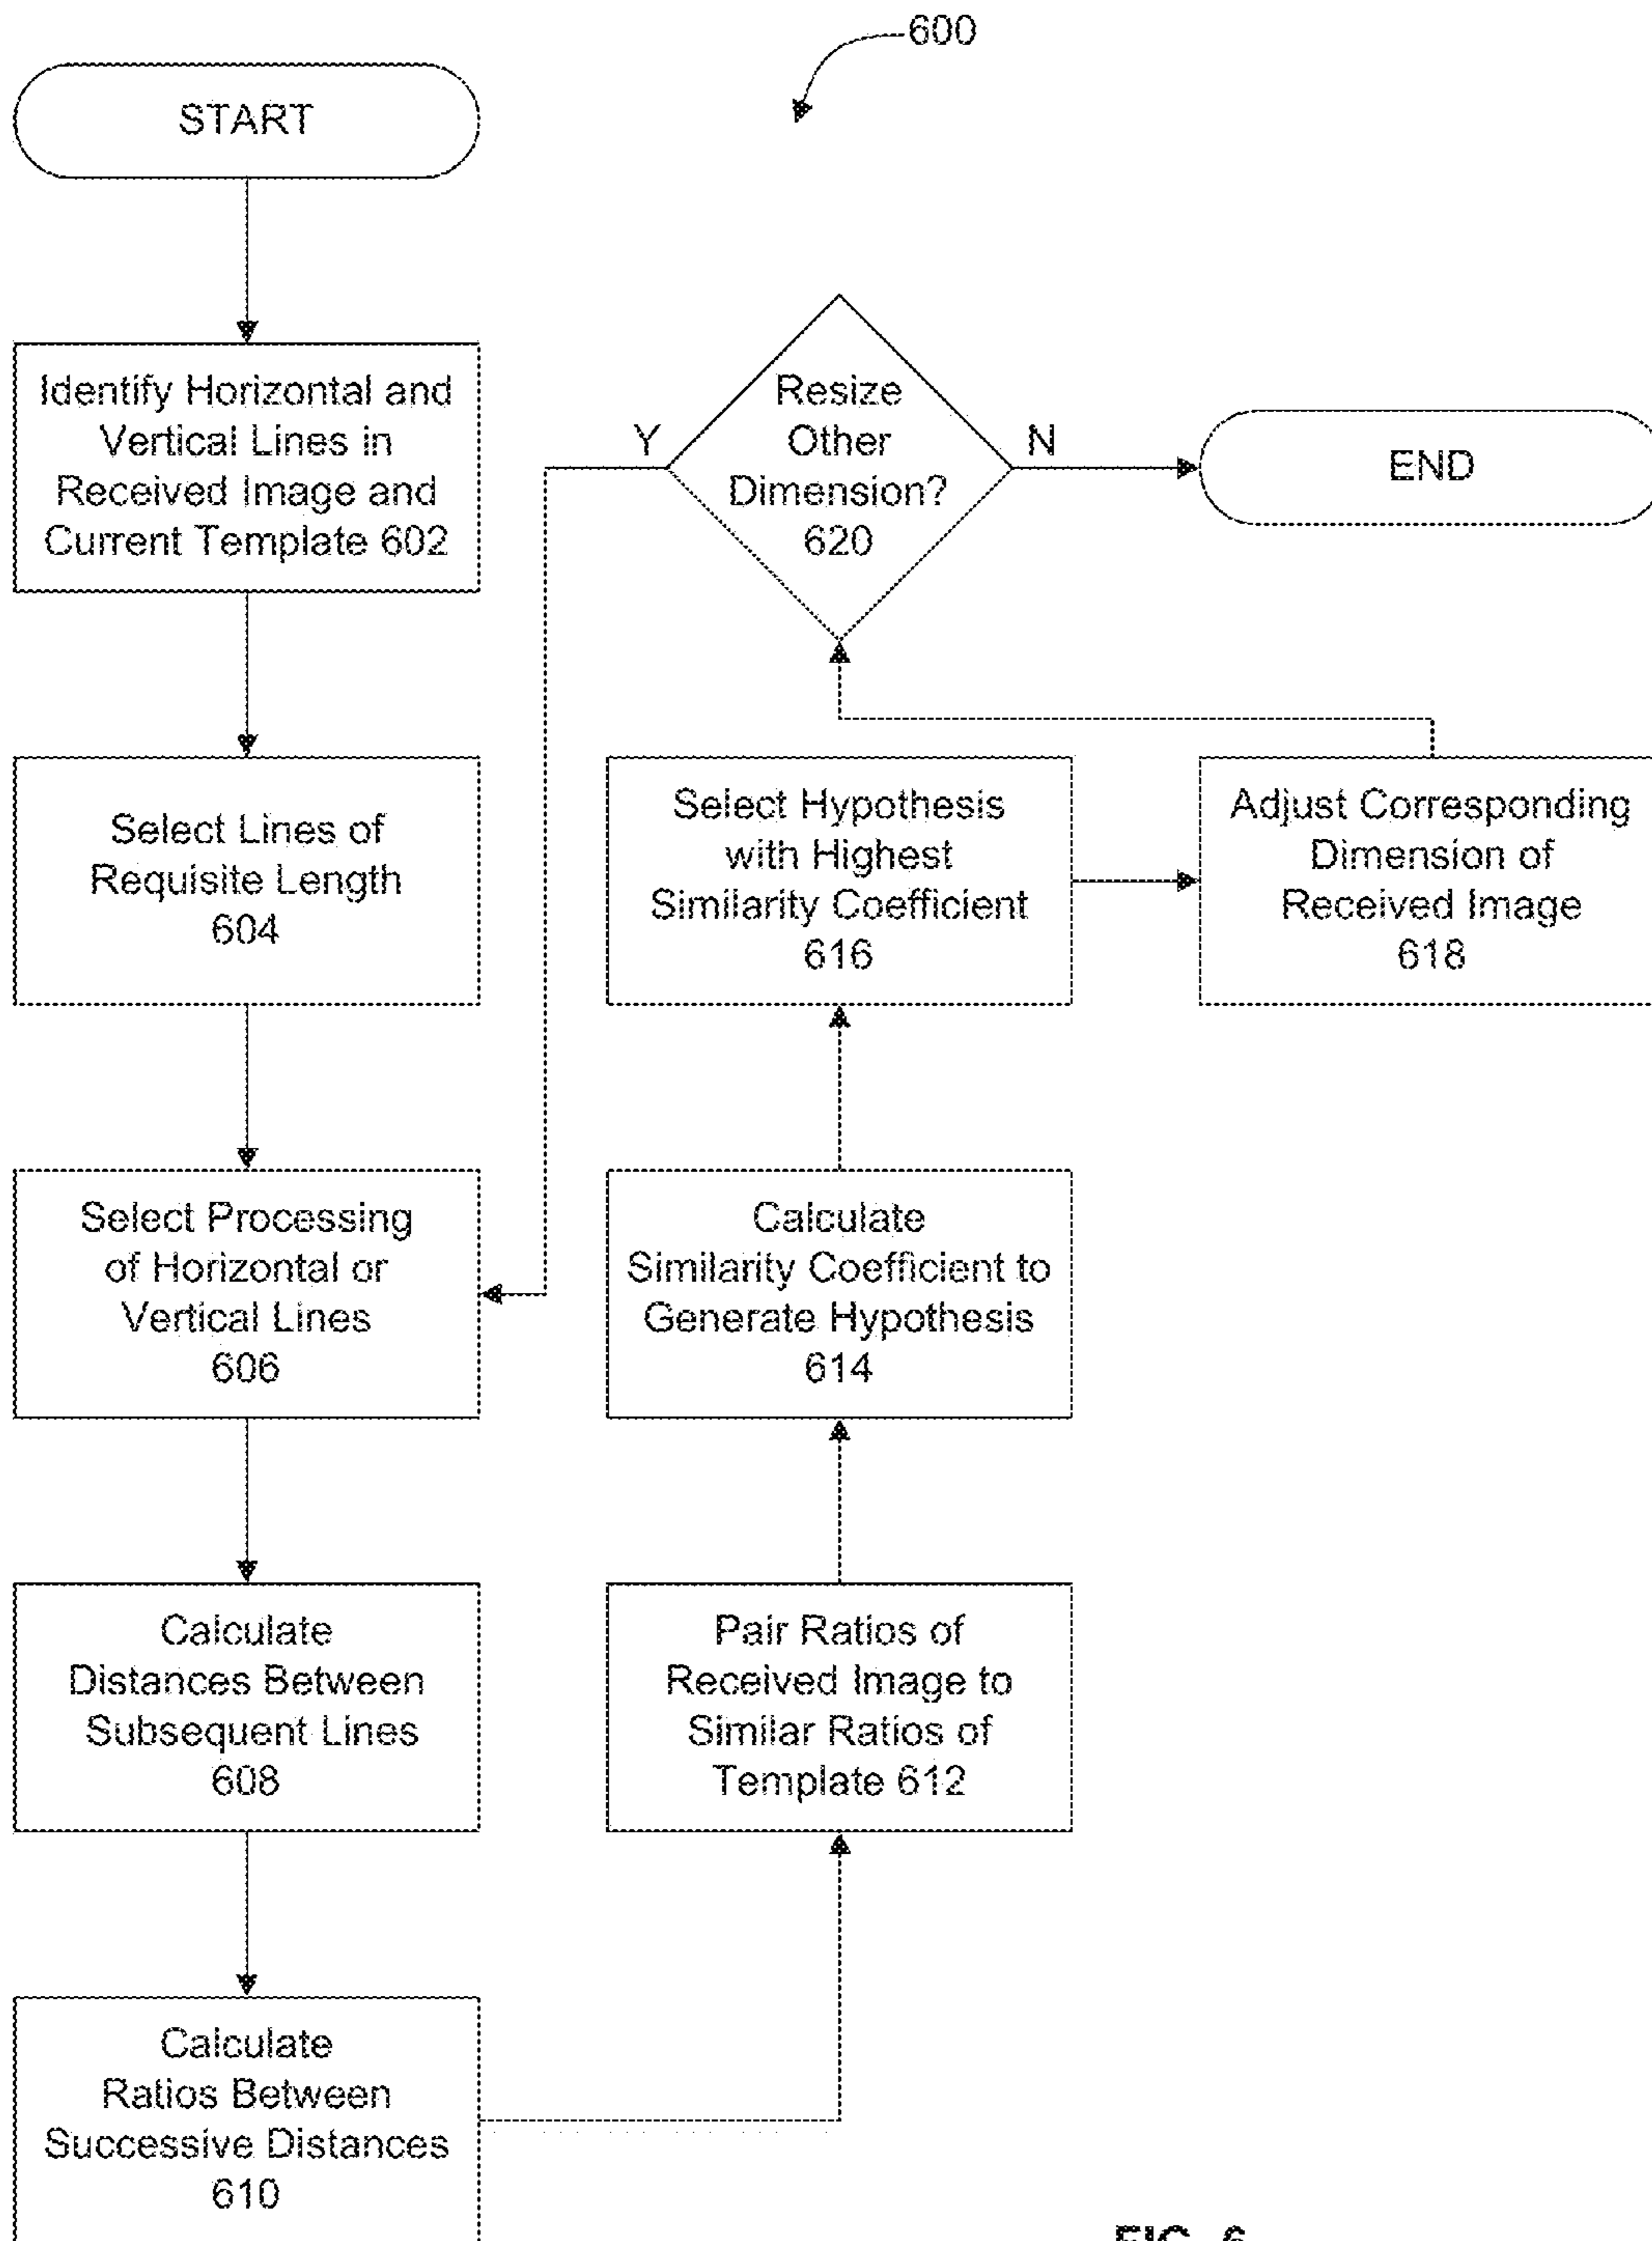 600
START
Identify Horizontal and
Vertical Lines in
Received Image and
Current Template 602
Select Lines of
Requisite Length
604
Select Processing
of Horizontal or
Vertical Lines
606
Calculate
Distances Between
Subsequent Lines
608
Calculate
Ratios Between
Successive Distances
610
Pair Ratios of
Received Image to
Similar Ratios of
Template 612
Calculate
Similarity Coefficient to
Generate Hypothesis
614
Select Hypothesis
with Highest
Similarity Coefficient
616
Adjust Corresponding
Dimension of
Received Image
618
Resize
Other
Dimension?
620
Y
N
END
FIG. 6